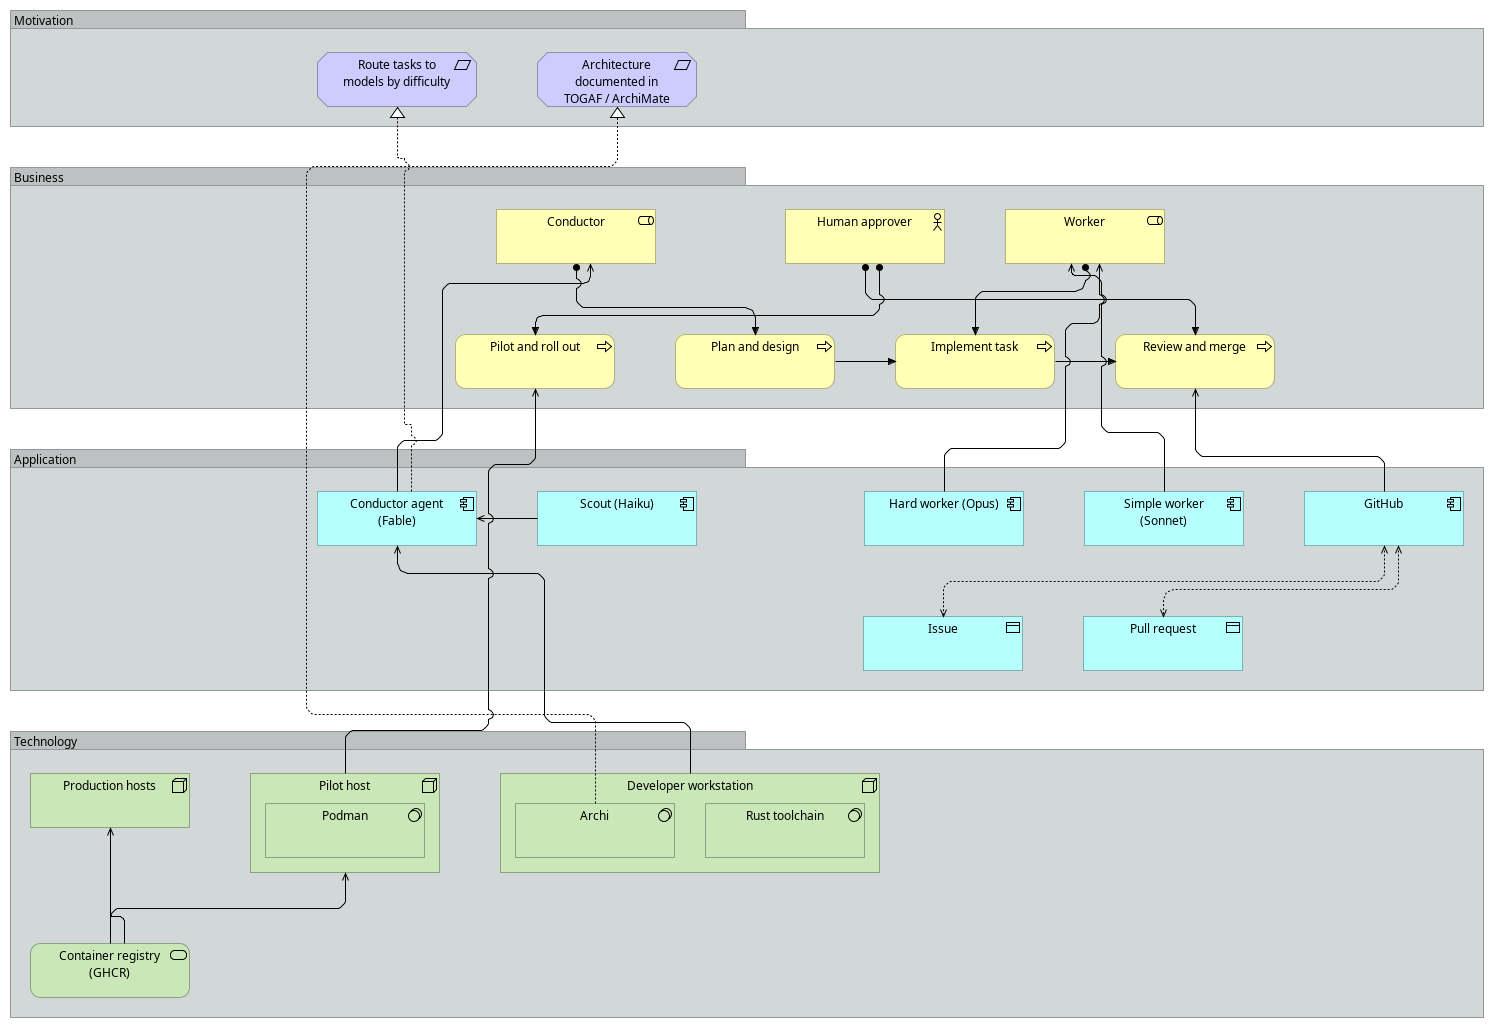 Motivation
Route tasks to
models by difficulty
Architecture
documented in
TOGAF / ArchiMate
Business
Conductor
Human approver
Worker
Pilot and roll out
Plan and design
Implement task
Review and merge
Application
Conductor agent
(Fable)
Scout (Haiku)
Hard worker (Opus)
Simple worker
(Sonnet)
GitHub
Issue
Pull request
Technology
Production hosts
Pilot host
Developer workstation
Podman
Archi
Rust toolchain
Container registry
(GHCR)